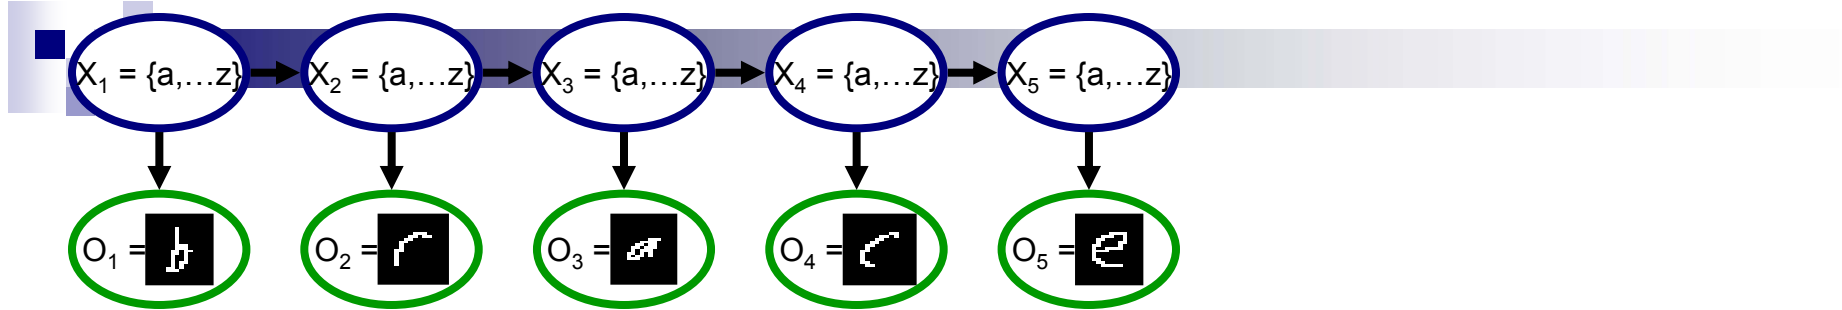 X₁ = {a,…z} X₂ = {a,…z} X₃ = {a,…z} X₄ = {a,…z} X₅ = {a,…z}
O₁ = b O₂ = r O₃ = a O₄ = c O₅ = e